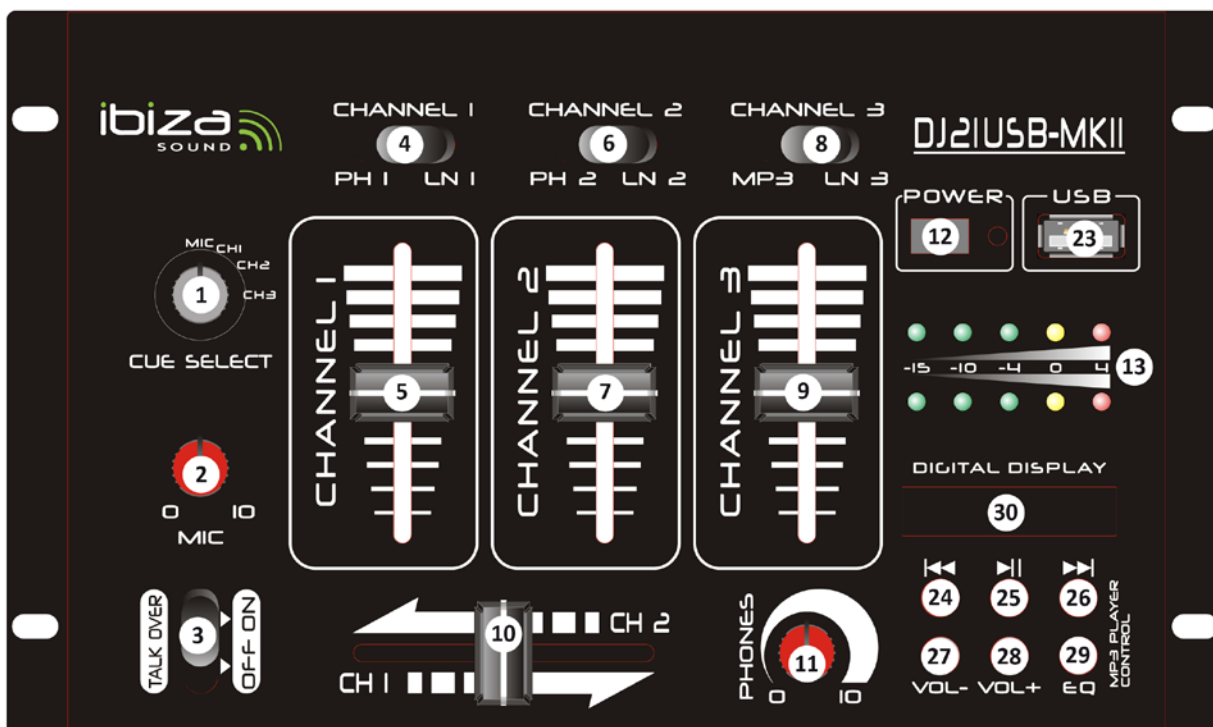 ibiza
SOUND
CHANNEL 1
4
PH 1 LN 1
CHANNEL 2
6
PH 2 LN 2
CHANNEL 3
8
MP3 LN 3
DJ21USB-MKII
POWER
12
USB
23
MIC
CH1
CH2
CH3
1
CUE SELECT
2
0 10
MIC
TALK OVER
3
OFF ON
CHANNEL 1
5
CHANNEL 2
7
CHANNEL 3
9
-15 -10 -4 0 4
13
DIGITAL DISPLAY
30
24 25 26
27 28 29
VOL- VOL+ EQ
MP3 PLAYER
CONTROL
CH 2
10
CH 1
PHONES
11
0 10